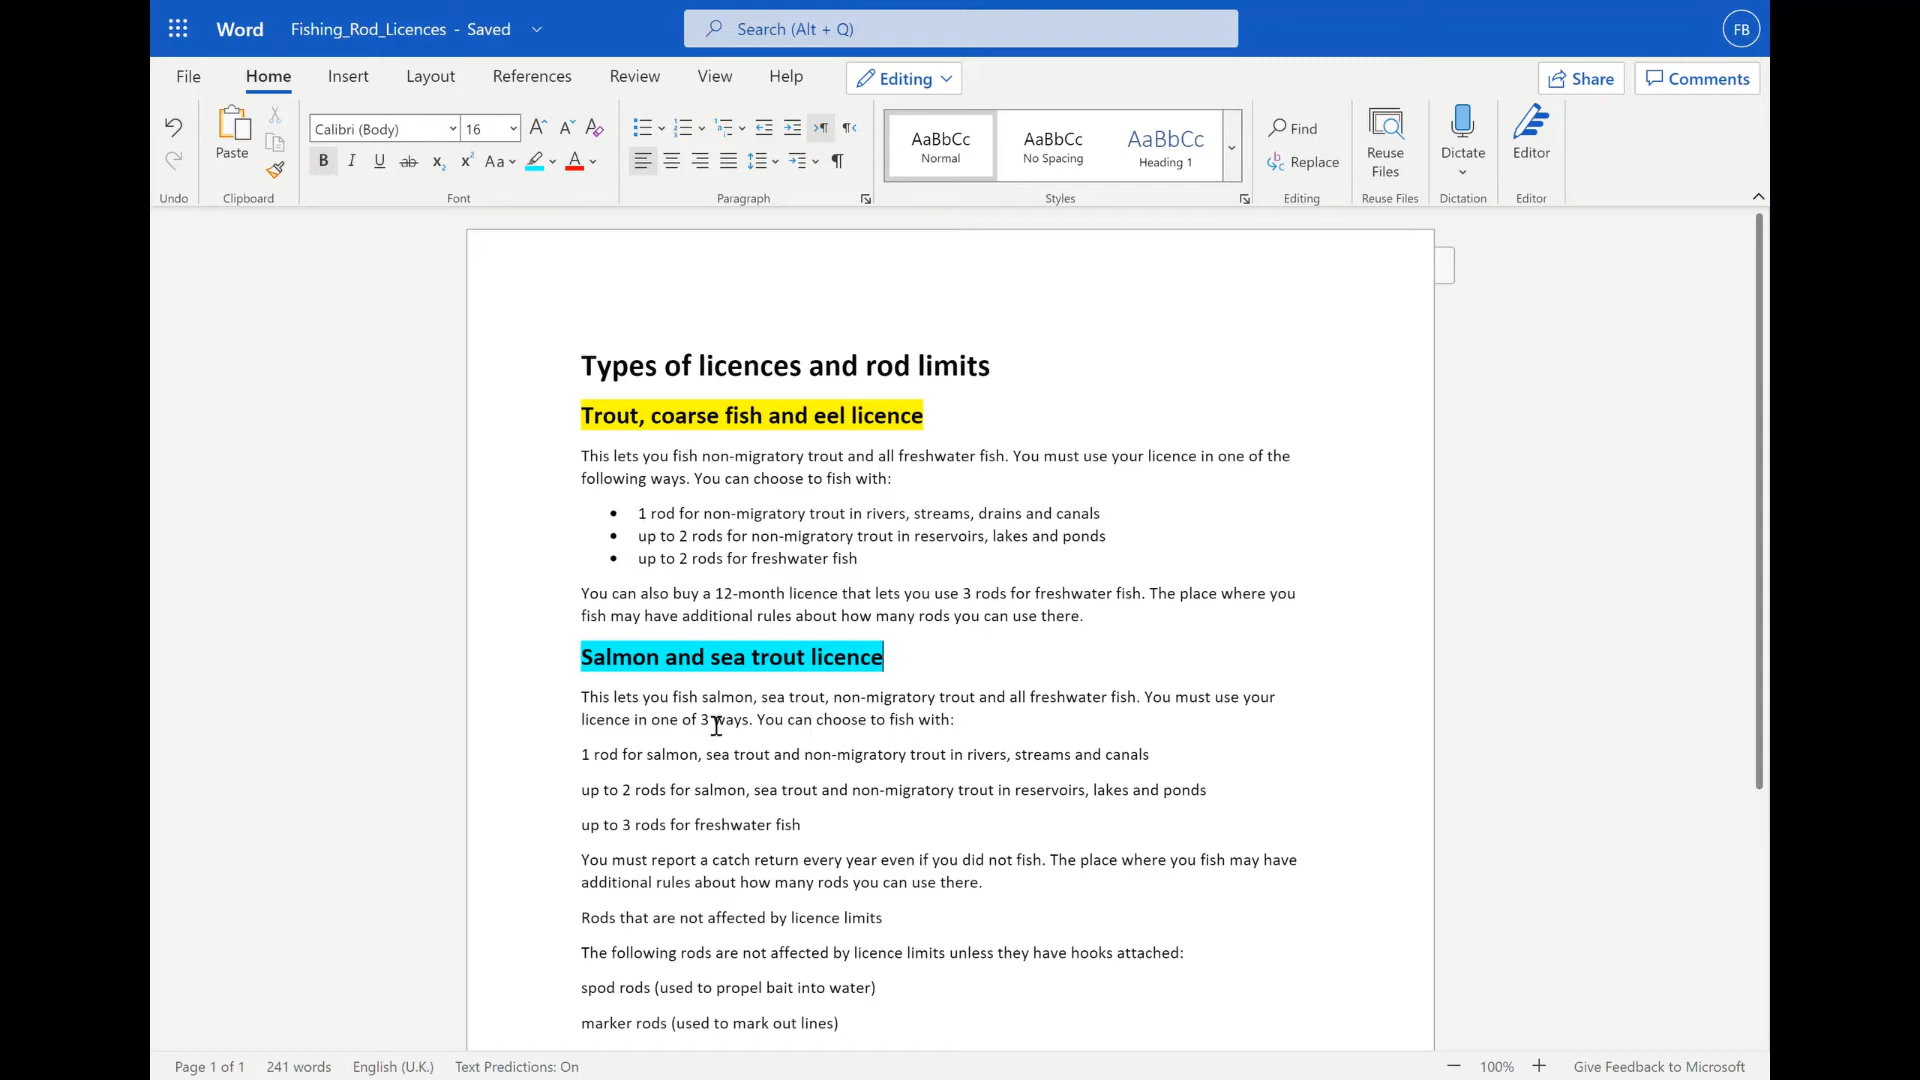 Word
Fishing_Rod_Licences - Saved
Search (Alt + Q)
FB
File
Home
Insert
Layout
References
Review
View
Help
Editing
Share
Comments
Paste
Calibri (Body)
16
A^
A
A
B
I
U
ab
x2
x2
Aa
A
AaBbCc
Normal
AaBbCc
No Spacing
AaBbCc
Heading 1
Find
Replace
Reuse
Files
Dictate
Editor
Undo
Clipboard
Font
Paragraph
Styles
Editing
Reuse Files
Dictation
Editor
Types of licences and rod limits
Trout, coarse fish and eel licence
This lets you fish non-migratory trout and all freshwater fish. You must use your licence in one of the
following ways. You can choose to fish with:
• 1 rod for non-migratory trout in rivers, streams, drains and canals
• up to 2 rods for non-migratory trout in reservoirs, lakes and ponds
• up to 2 rods for freshwater fish
You can also buy a 12-month licence that lets you use 3 rods for freshwater fish. The place where you
fish may have additional rules about how many rods you can use there.
Salmon and sea trout licence
This lets you fish salmon, sea trout, non-migratory trout and all freshwater fish. You must use your
licence in one of 3 ways. You can choose to fish with:
1 rod for salmon, sea trout and non-migratory trout in rivers, streams and canals
up to 2 rods for salmon, sea trout and non-migratory trout in reservoirs, lakes and ponds
up to 3 rods for freshwater fish
You must report a catch return every year even if you did not fish. The place where you fish may have
additional rules about how many rods you can use there.
Rods that are not affected by licence limits
The following rods are not affected by licence limits unless they have hooks attached:
spod rods (used to propel bait into water)
marker rods (used to mark out lines)
Page 1 of 1
241 words
English (U.K.)
Text Predictions: On
100%
Give Feedback to Microsoft